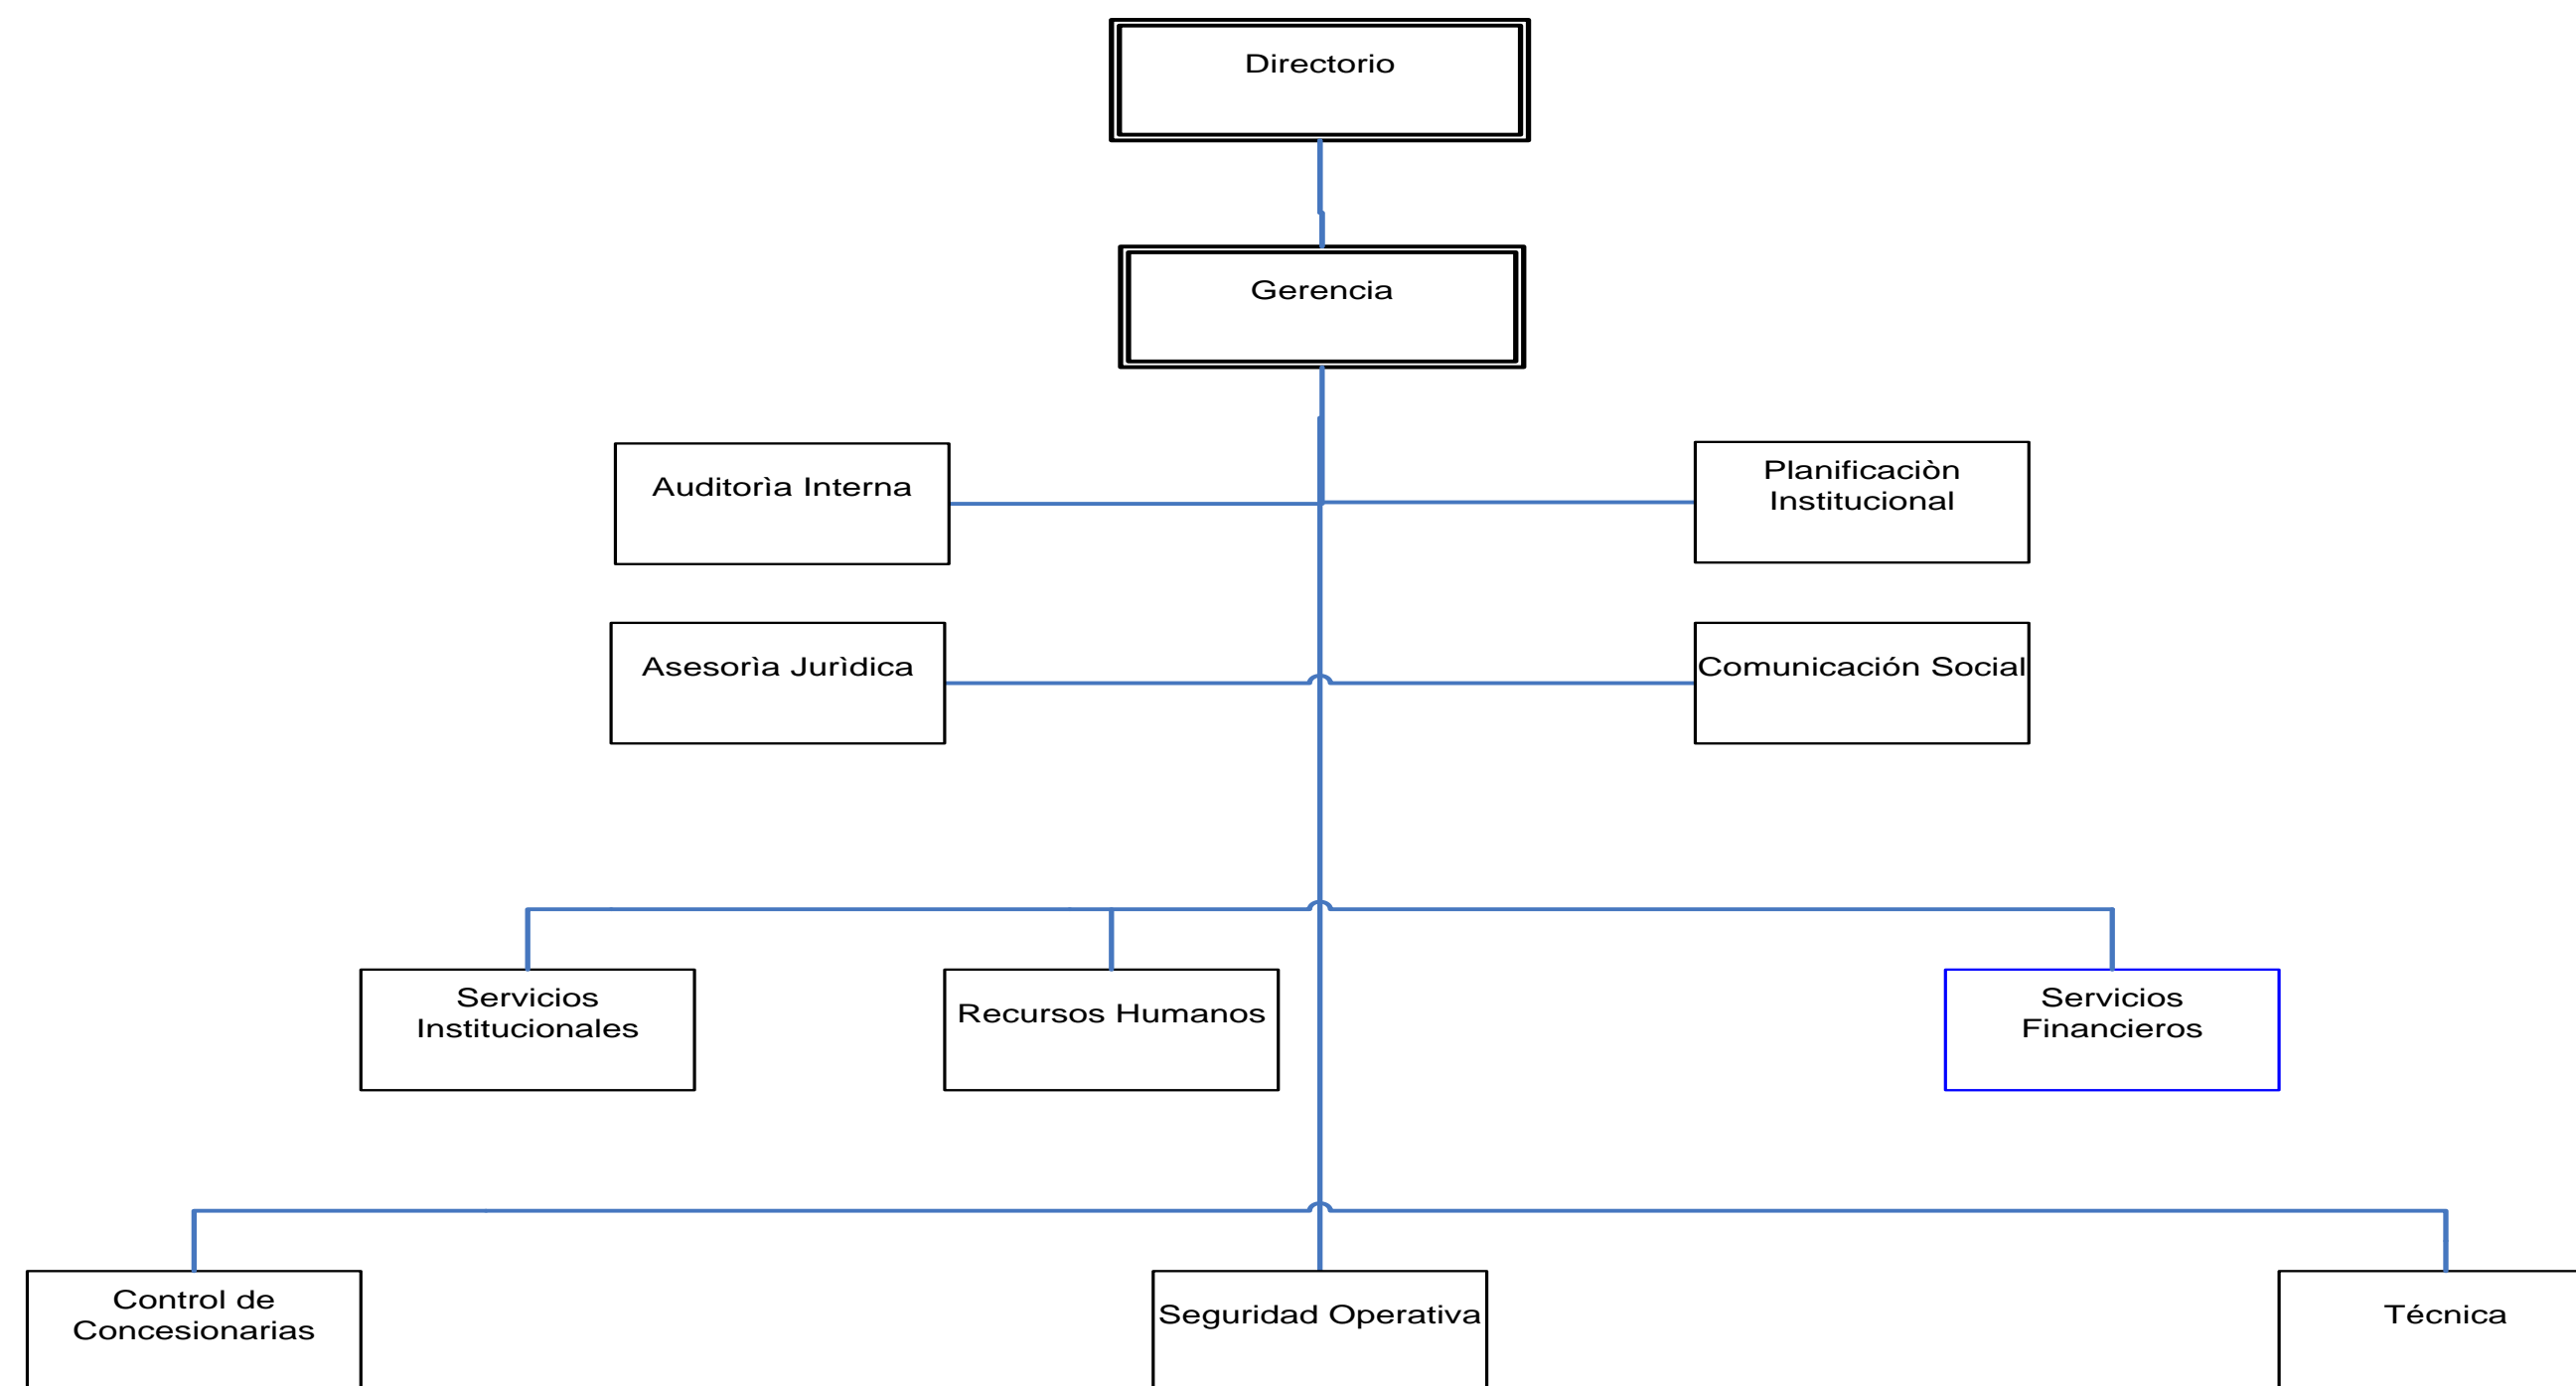 Directorio
Gerencia
Auditorìa Interna
Planificaciòn
Institucional
Asesorìa Jurìdica
Comunicación Social
Servicios
Institucionales
Recursos Humanos
Servicios
Financieros
Control de
Concesionarias
Seguridad Operativa
Técnica